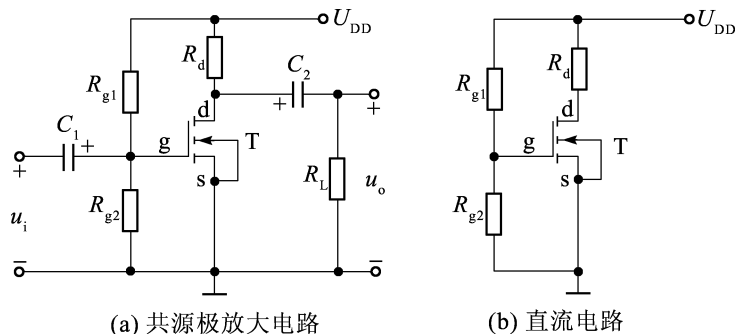 U_DD
R_d
C_2
R_g1
d
+
+
C_1
+
g
T
+
s
R_L
u_o
R_g2
u_i
−
−
(a) 共源极放大电路
U_DD
R_d
R_g1
d
g
T
s
R_g2
(b) 直流电路